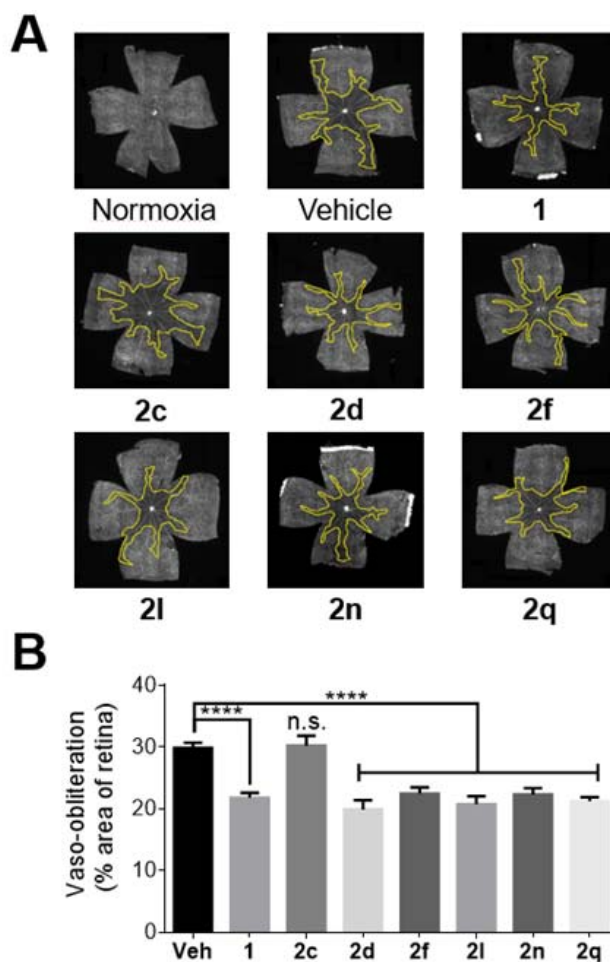 A
Normoxia Vehicle 1
2c 2d 2f
2l 2n 2q
B
Vaso-obliteration
(% area of retina)
40
30
20
10
0
****
****
n.s.
Veh 1 2c 2d 2f 2l 2n 2q